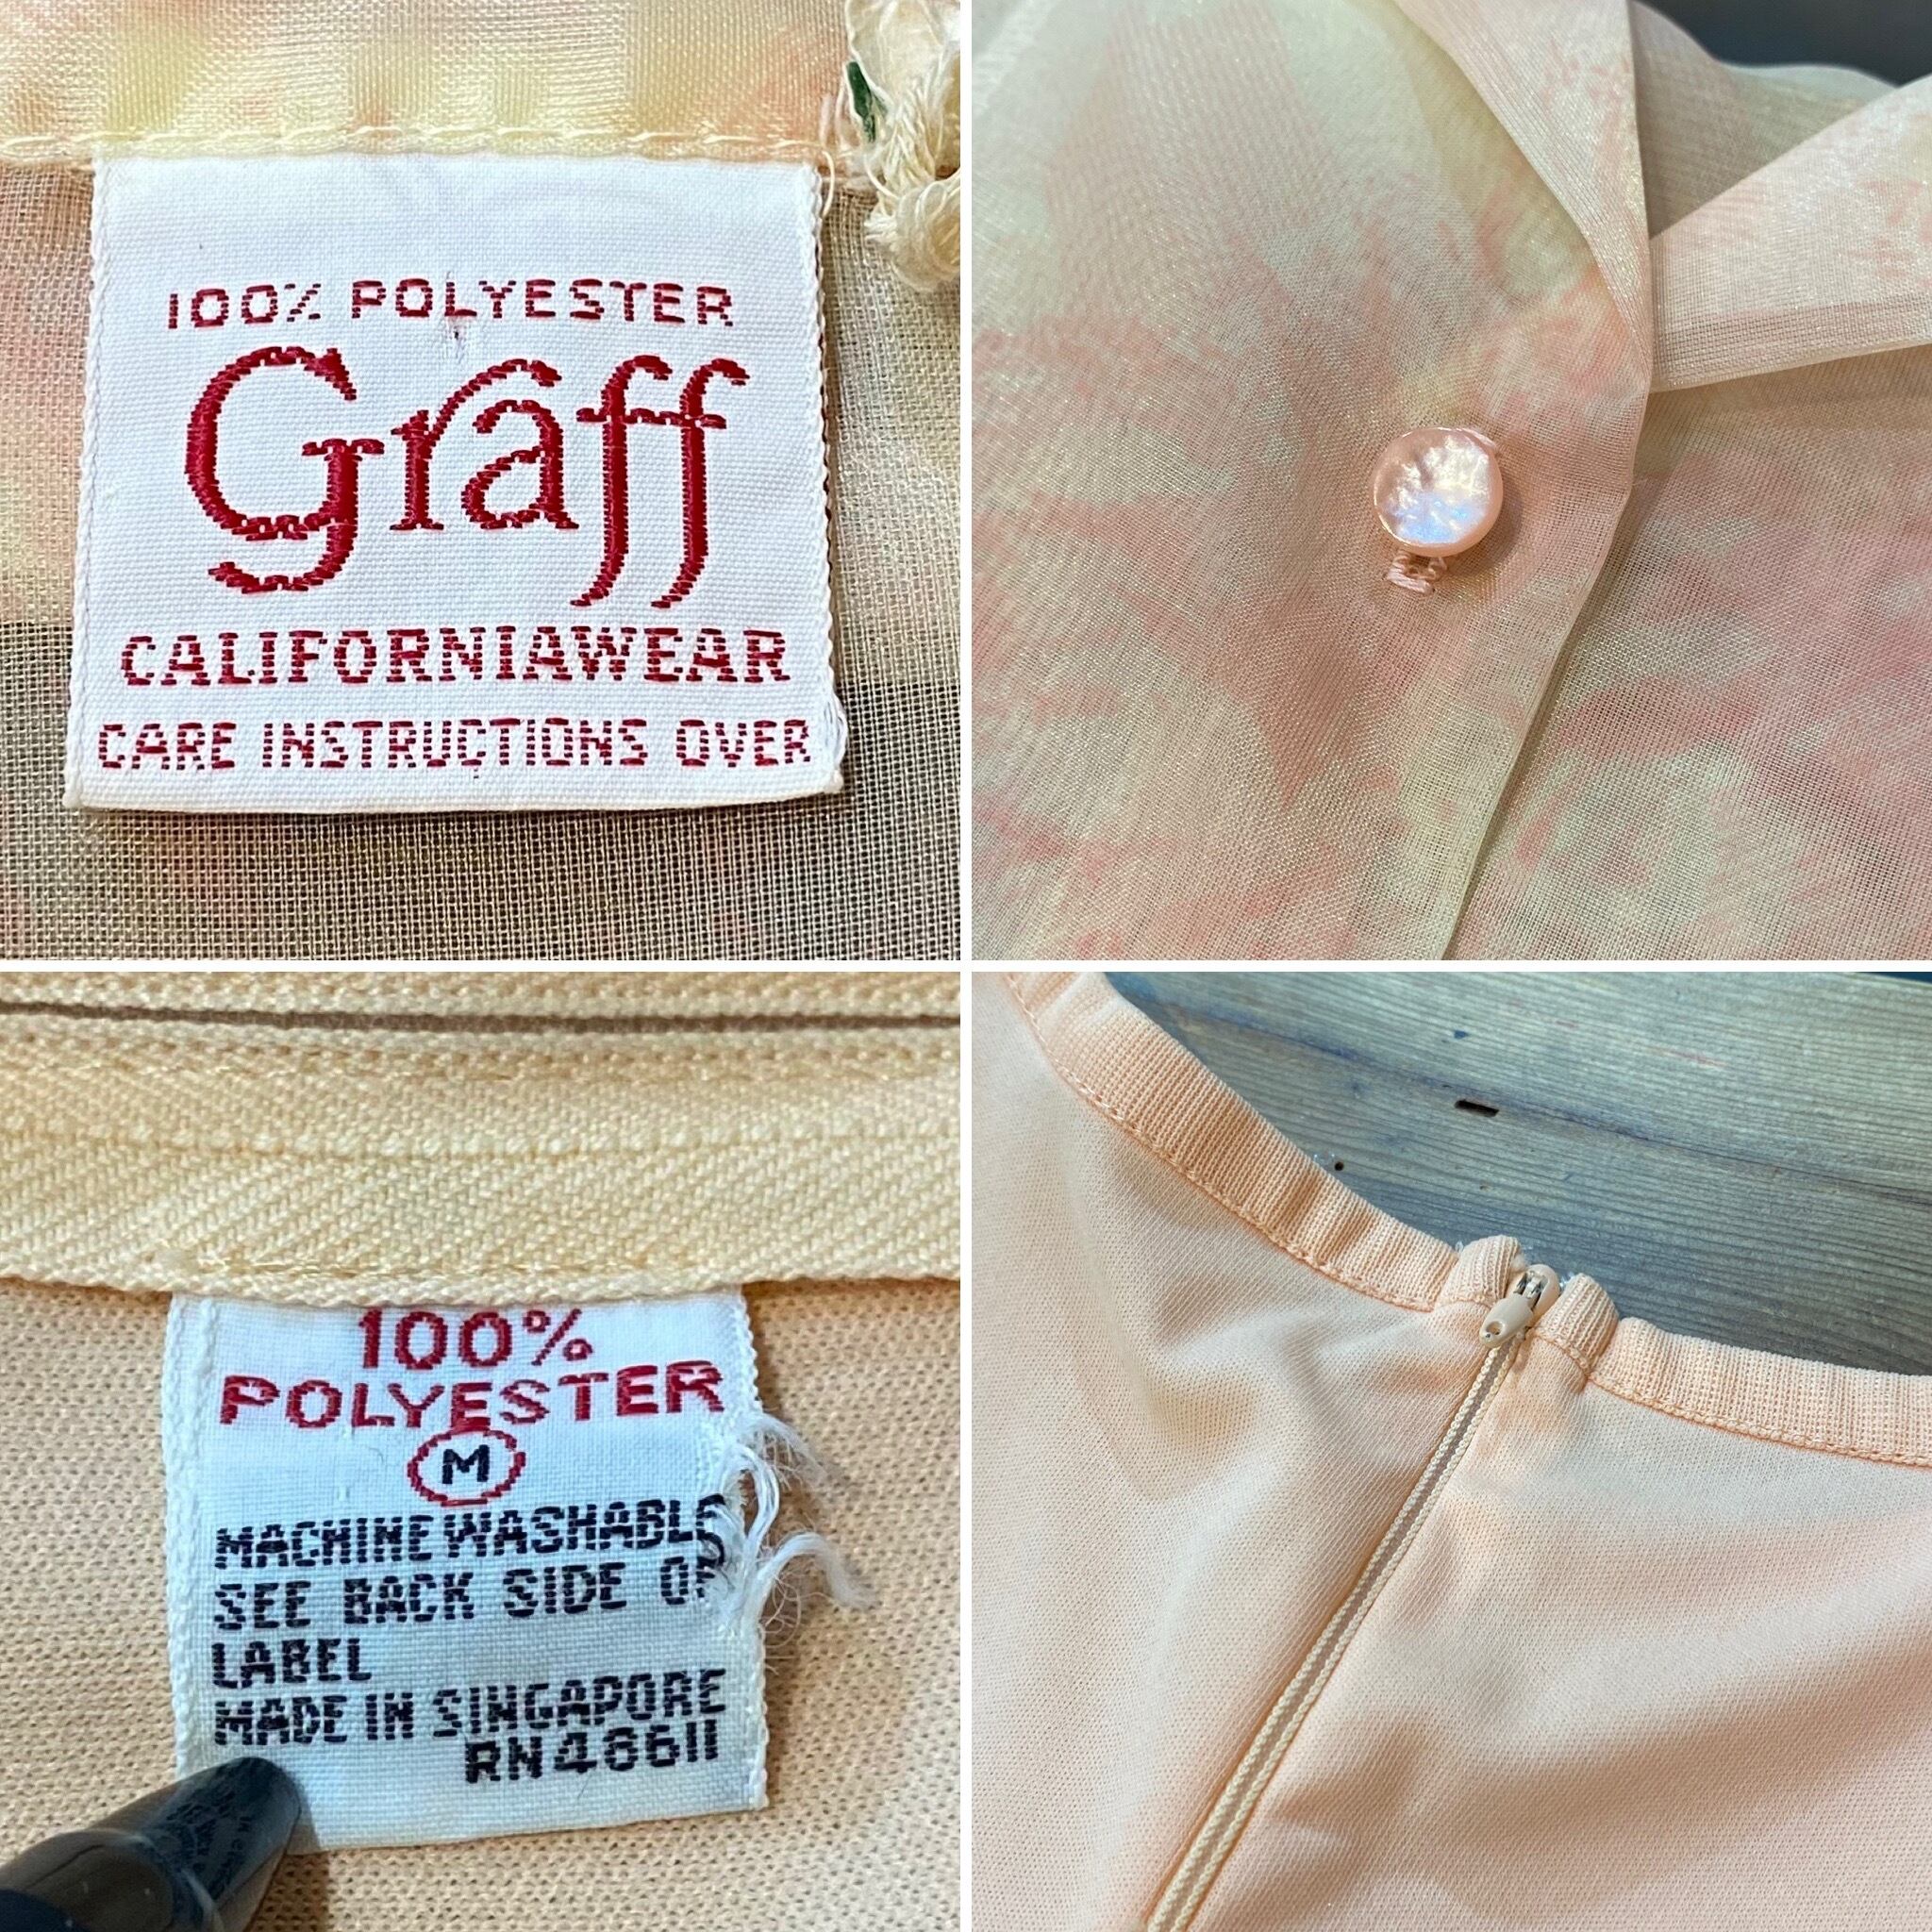 100% POLYESTER
Graff
CALIFORNIAWEAR
CARE INSTRUCTIONS OVER
100%
POLYESTER
M
MACHINE WASHABLE
SEE BACK SIDE OF
LABEL
MADE IN SINGAPORE
RN46611